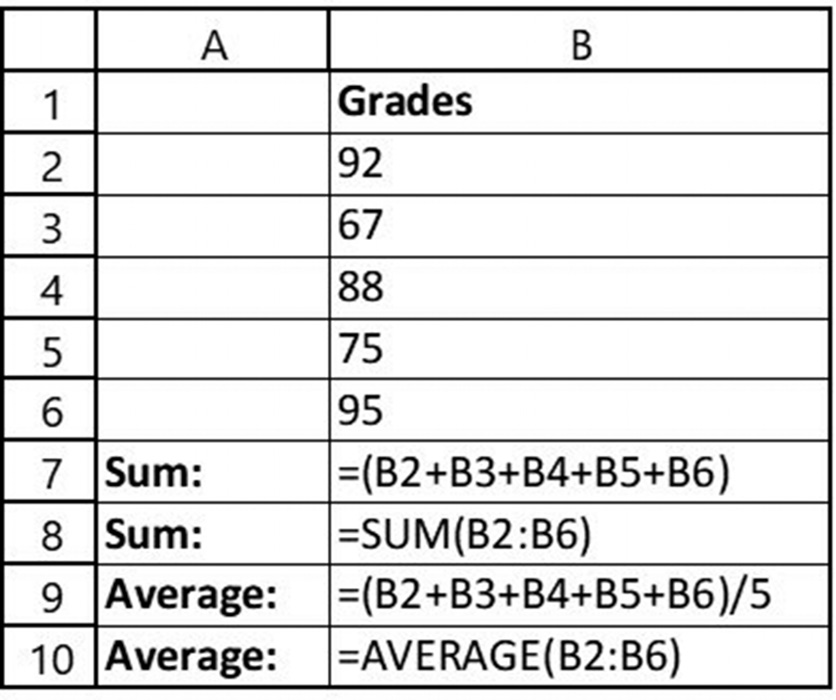 A B
1 Grades
2 92
3 67
4 88
5 75
6 95
7 Sum: =(B2+B3+B4+B5+B6)
8 Sum: =SUM(B2:B6)
9 Average: =(B2+B3+B4+B5+B6)/5
10 Average: =AVERAGE(B2:B6)